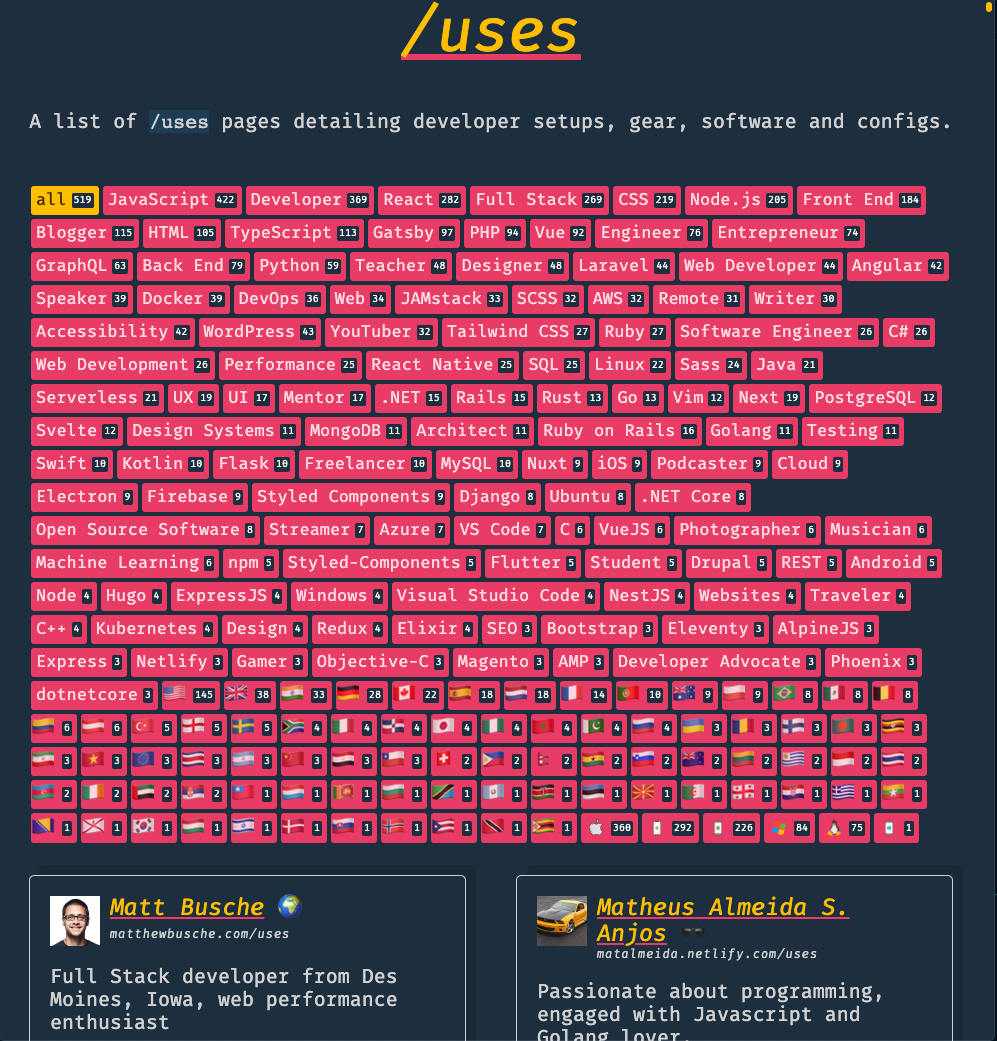 /uses
A list of /uses pages detailing developer setups, gear, software and configs.
all 519 JavaScript 422 Developer 369 React 282 Full Stack 269 CSS 219 Node.js 205 Front End 184
Blogger 115 HTML 105 TypeScript 113 Gatsby 97 PHP 94 Vue 92 Engineer 76 Entrepreneur 74
GraphQL 63 Back End 79 Python 59 Teacher 48 Designer 48 Laravel 44 Web Developer 44 Angular 42
Speaker 39 Docker 39 DevOps 36 Web 34 JAMstack 33 SCSS 32 AWS 32 Remote 31 Writer 30
Accessibility 42 WordPress 43 YouTuber 32 Tailwind CSS 27 Ruby 27 Software Engineer 26 C# 26
Web Development 26 Performance 25 React Native 25 SQL 25 Linux 22 Sass 24 Java 21
Serverless 21 UX 19 UI 17 Mentor 17 .NET 15 Rails 15 Rust 13 Go 13 Vim 12 Next 19 PostgreSQL 12
Svelte 12 Design Systems 11 MongoDB 11 Architect 11 Ruby on Rails 16 Golang 11 Testing 11
Swift 10 Kotlin 10 Flask 10 Freelancer 10 MySQL 10 Nuxt 9 iOS 9 Podcaster 9 Cloud 9
Electron 9 Firebase 9 Styled Components 9 Django 8 Ubuntu 8 .NET Core 8
Open Source Software 8 Streamer 7 Azure 7 VS Code 7 C 6 VueJS 6 Photographer 6 Musician 6
Machine Learning 6 npm 5 Styled-Components 5 Flutter 5 Student 5 Drupal 5 REST 5 Android 5
Node 4 Hugo 4 ExpressJS 4 Windows 4 Visual Studio Code 4 NestJS 4 Websites 4 Traveler 4
C++ 4 Kubernetes 4 Design 4 Redux 4 Elixir 4 SEO 3 Bootstrap 3 Eleventy 3 AlpineJS 3
Express 3 Netlify 3 Gamer 3 Objective-C 3 Magento 3 AMP 3 Developer Advocate 3 Phoenix 3
dotnetcore 3 145 38 33 28 22 18 18 14 10 9 9 8 8 8
6 6 5 5 5 4 4 4 4 4 4 4 4 3 3 3 3 3
3 3 3 3 3 3 3 3 2 2 2 2 2 2 2 2 2 2
2 2 2 2 1 1 1 1 1 1 1 1 1 1 1 1 1 1
1 1 1 1 1 1 1 1 1 1 1 360 292 226 84 75 1
Matt Busche
matthewbusche.com/uses
Full Stack developer from Des
Moines, Iowa, web performance
enthusiast
Matheus Almeida S.
Anjos
matalmeida.netlify.com/uses
Passionate about programming,
engaged with Javascript and
Golang lover.